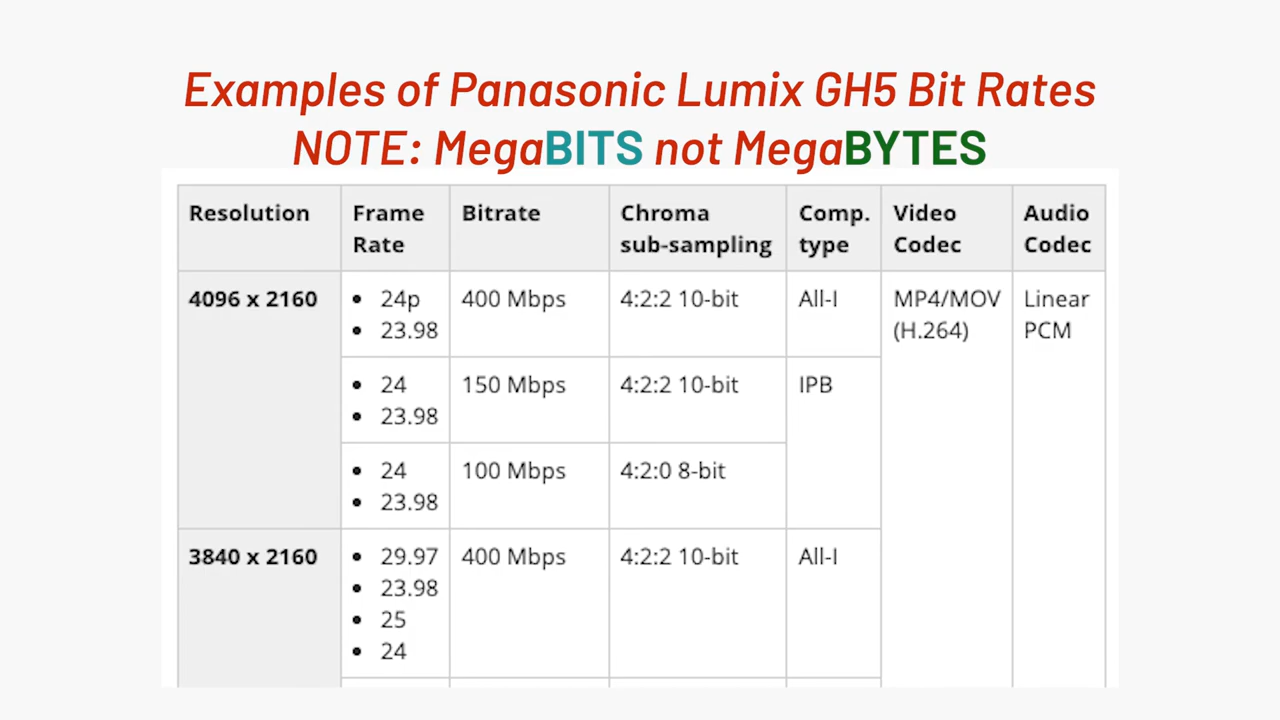 Examples of Panasonic Lumix GH5 Bit Rates
NOTE: MegaBITS not MegaBYTES
Resolution Frame Rate Bitrate Chroma sub-sampling Comp. type Video Codec Audio Codec
4096 x 2160 • 24p • 23.98 400 Mbps 4:2:2 10-bit All-I MP4/MOV (H.264) Linear PCM
• 24 • 23.98 150 Mbps 4:2:2 10-bit IPB
• 24 • 23.98 100 Mbps 4:2:0 8-bit
3840 x 2160 • 29.97 • 23.98 • 25 • 24 400 Mbps 4:2:2 10-bit All-I